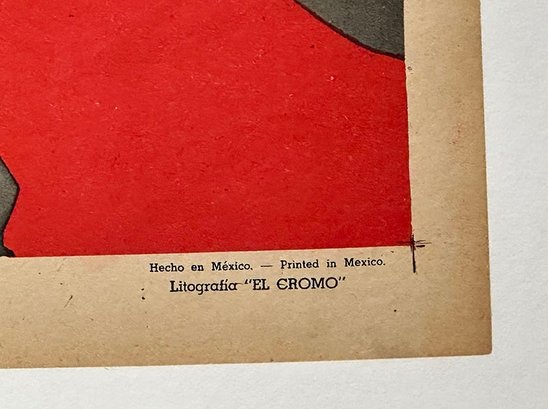 Hecho en México. — Printed in Mexico.
Litografía "EL CROMO"